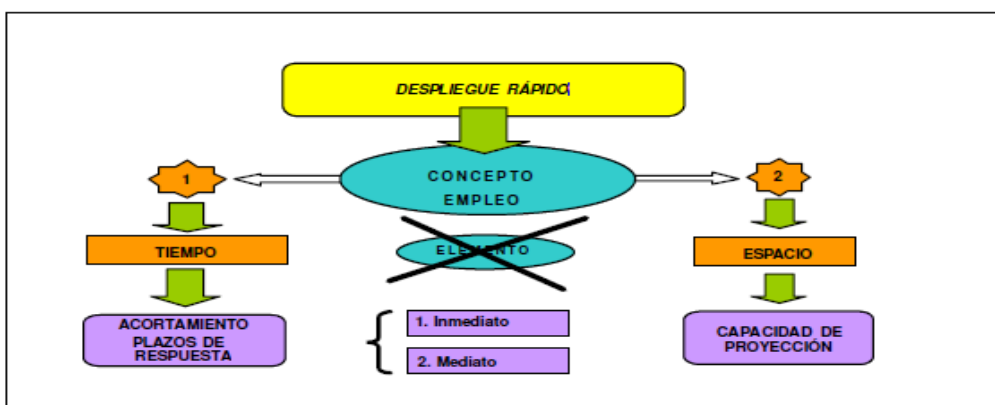 DESPLIEGUE RÁPIDO
CONCEPTO
EMPLEO
1
2
ELEMENTO
TIEMPO
ESPACIO
ACORTAMIENTO
PLAZOS DE
RESPUESTA
1. Inmediato
2. Mediato
CAPACIDAD DE
PROYECCIÓN